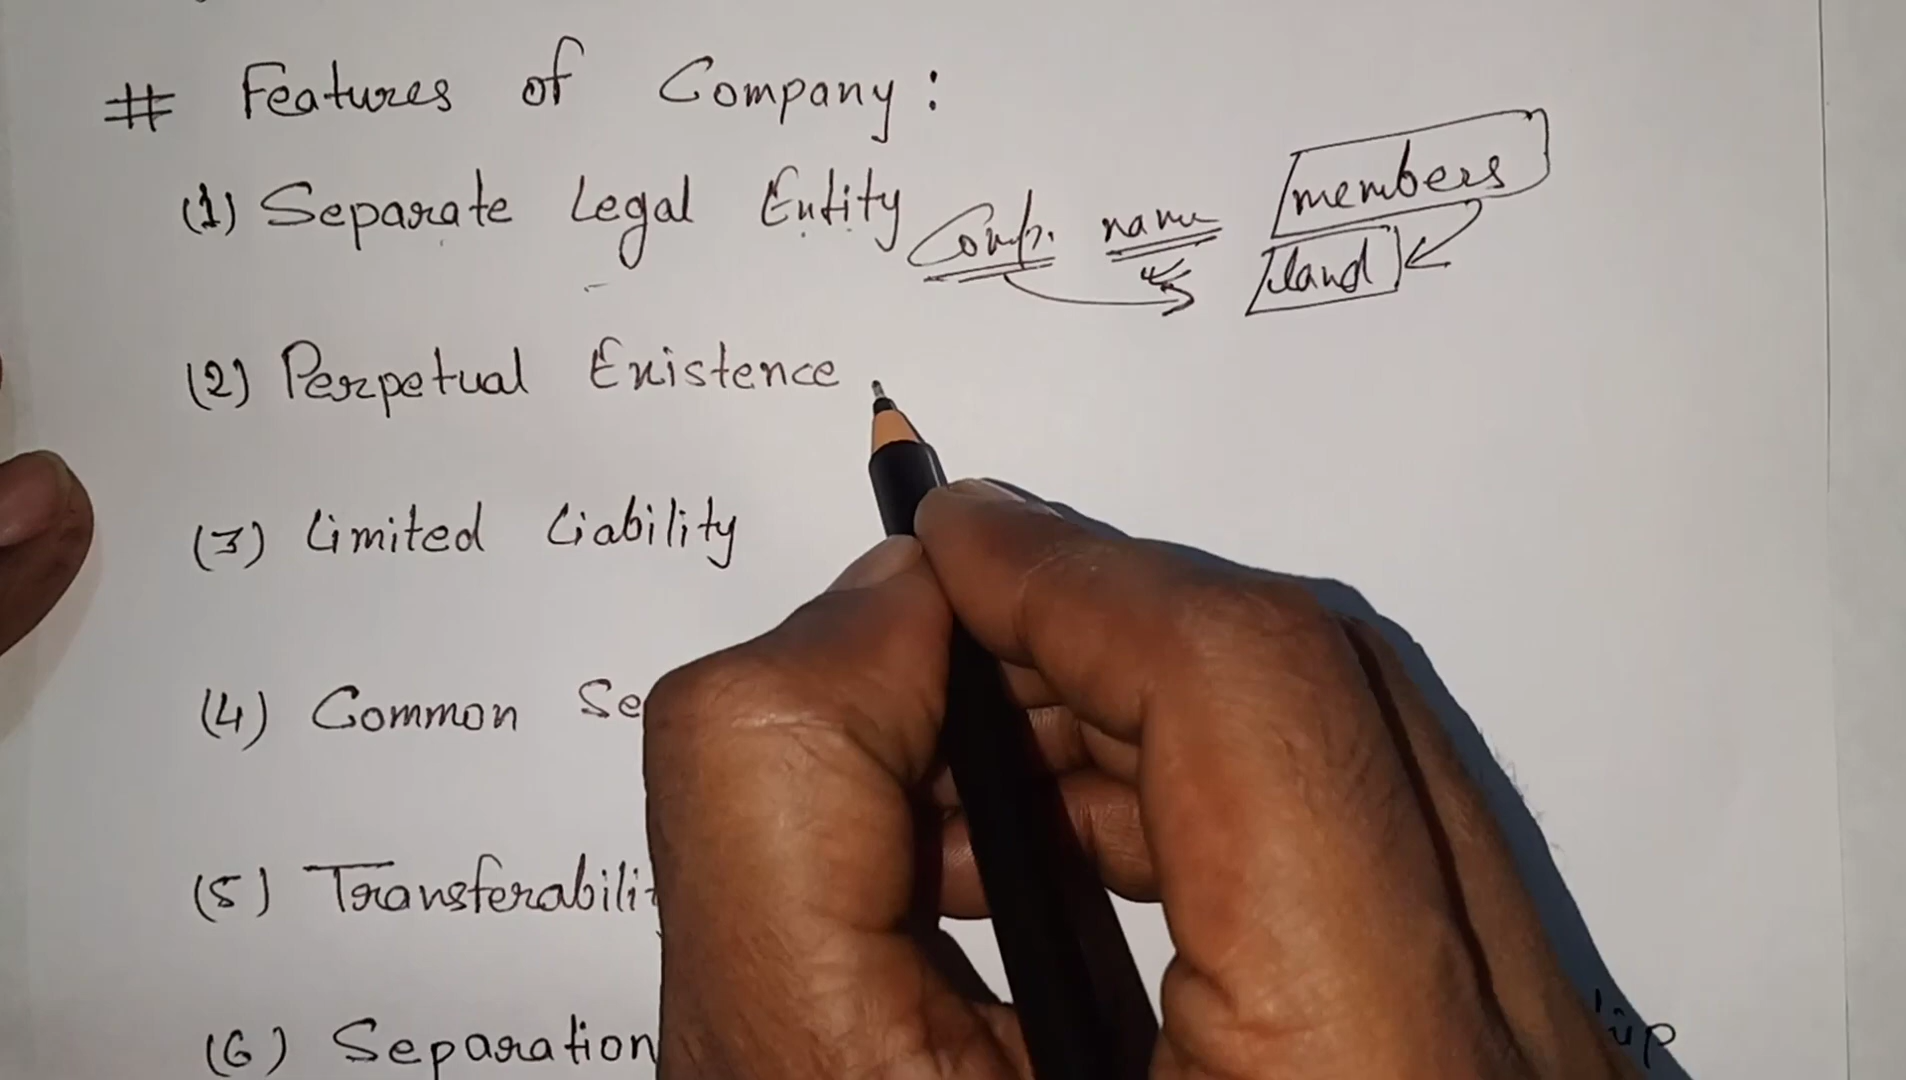 # Features of Company :
(1) Separate Legal Entity Comp. name members
land
(2) Perpetual Existence
(3) Limited Liability
(4) Common Se
(5) Transferabili
(6) Separation